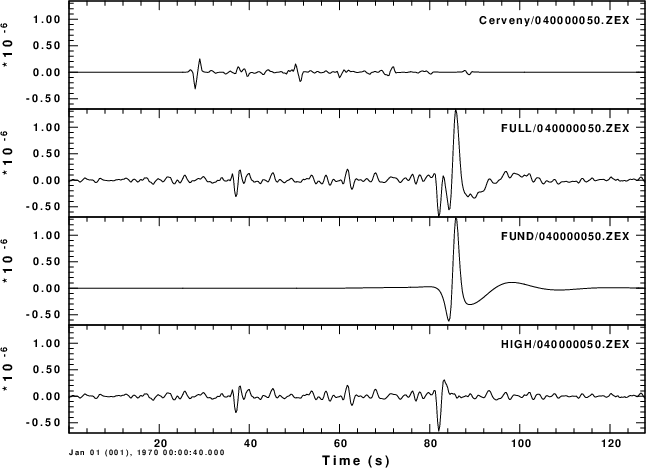 Cerveny/040000050.ZEX
1.00
0.50
0.00
-0.50
*10 -6
FULL/040000050.ZEX
1.00
0.50
0.00
-0.50
*10 -6
FUND/040000050.ZEX
1.00
0.50
0.00
-0.50
*10 -6
HIGH/040000050.ZEX
1.00
0.50
0.00
-0.50
*10 -6
20 40 60 80 100 120
Jan 01 (001), 1970 00:00:40.000
Time (s)